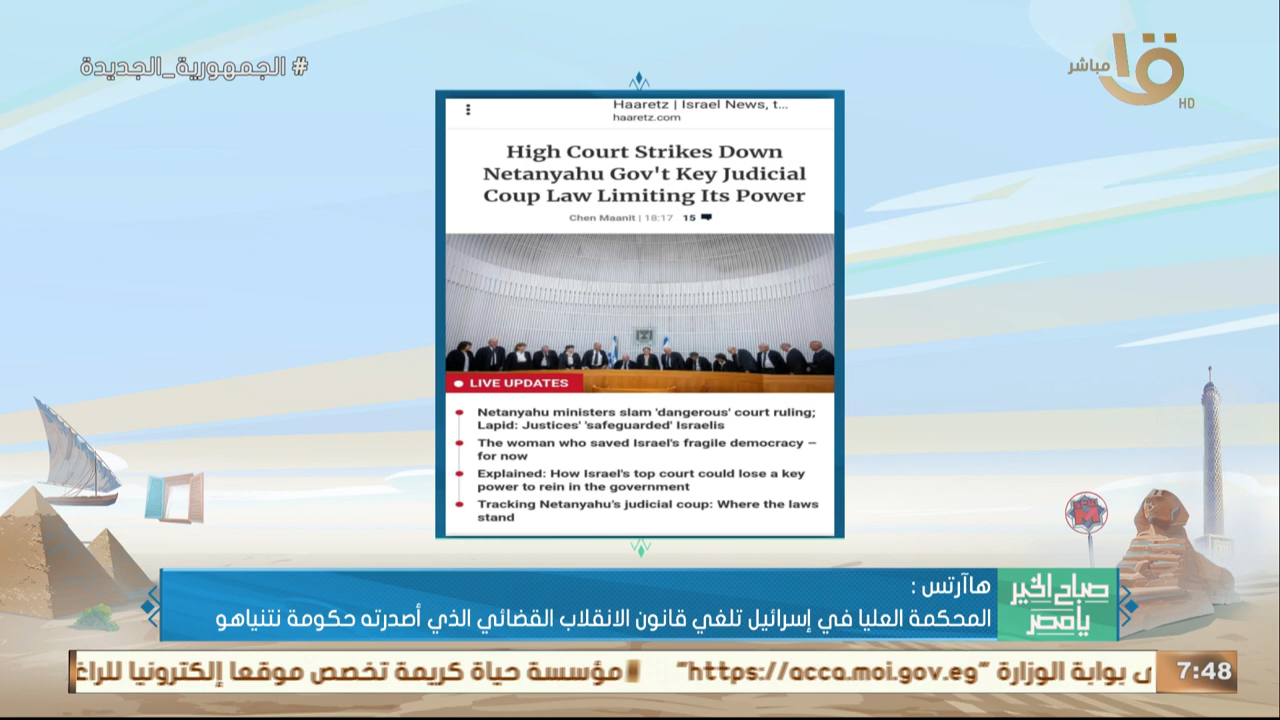 # الجمهورية_الجديدة
مباشر
HD
Haaretz | Israel News, t...
haaretz.com
High Court Strikes Down
Netanyahu Gov't Key Judicial
Coup Law Limiting Its Power
Chen Maanit | 18:17 15
LIVE UPDATES
Netanyahu ministers slam 'dangerous' court ruling;
Lapid: Justices' 'safeguarded' Israelis
The woman who saved Israel's fragile democracy –
for now
Explained: How Israel's top court could lose a key
power to rein in the government
Tracking Netanyahu's judicial coup: Where the laws
stand
صباح الخير
يا مصر
هاآرتس :
المحكمة العليا في إسرائيل تلغي قانون الانقلاب القضائي الذي أصدرته حكومة نتنياهو
7:48
بوابة الوزارة "https://acca.moi.gov.eg" مؤسسة حياة كريمة تخصص موقعا إلكترونيا